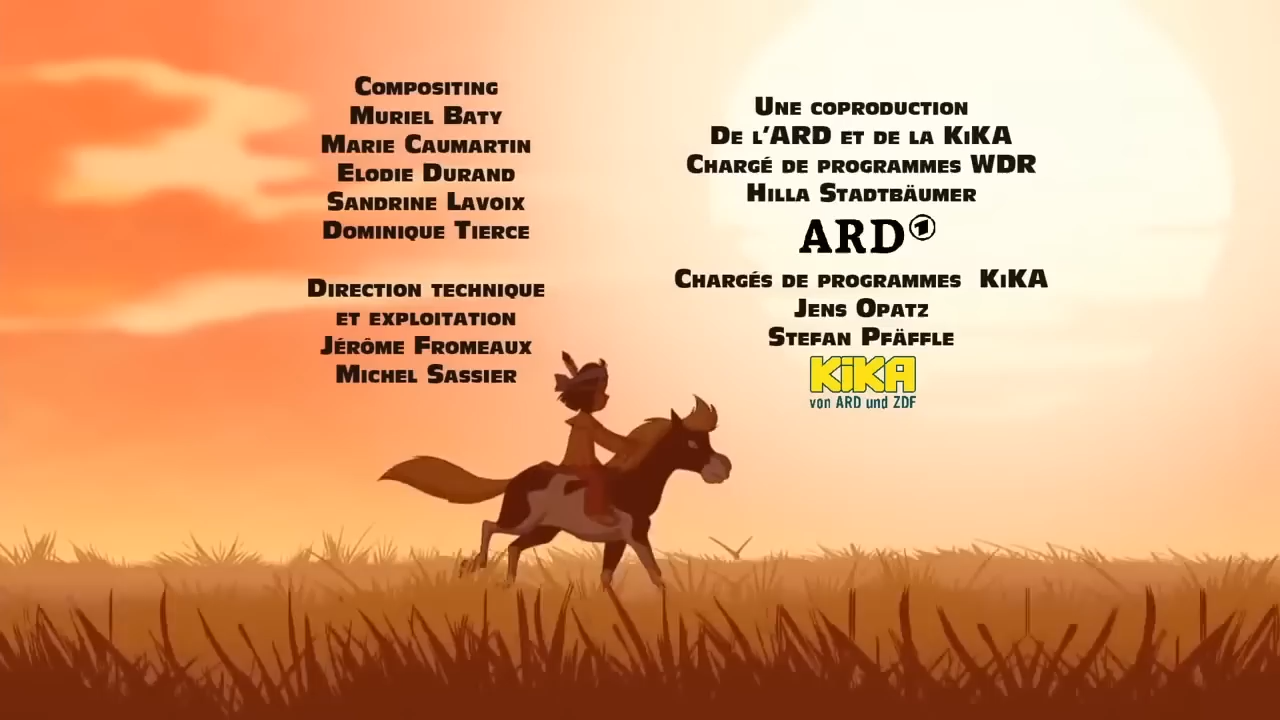 Compositing
Muriel Baty
Marie Caumartin
Elodie Durand
Sandrine Lavoix
Dominique Tierce
Direction technique
et exploitation
Jérôme Fromeaux
Michel Sassier
Une coproduction
De l'ARD et de la KiKA
Chargé de programmes WDR
Hilla Stadtbäumer
ARD 1
Chargés de programmes KiKA
Jens Opatz
Stefan Pfäffle
KiKA
von ARD und ZDF